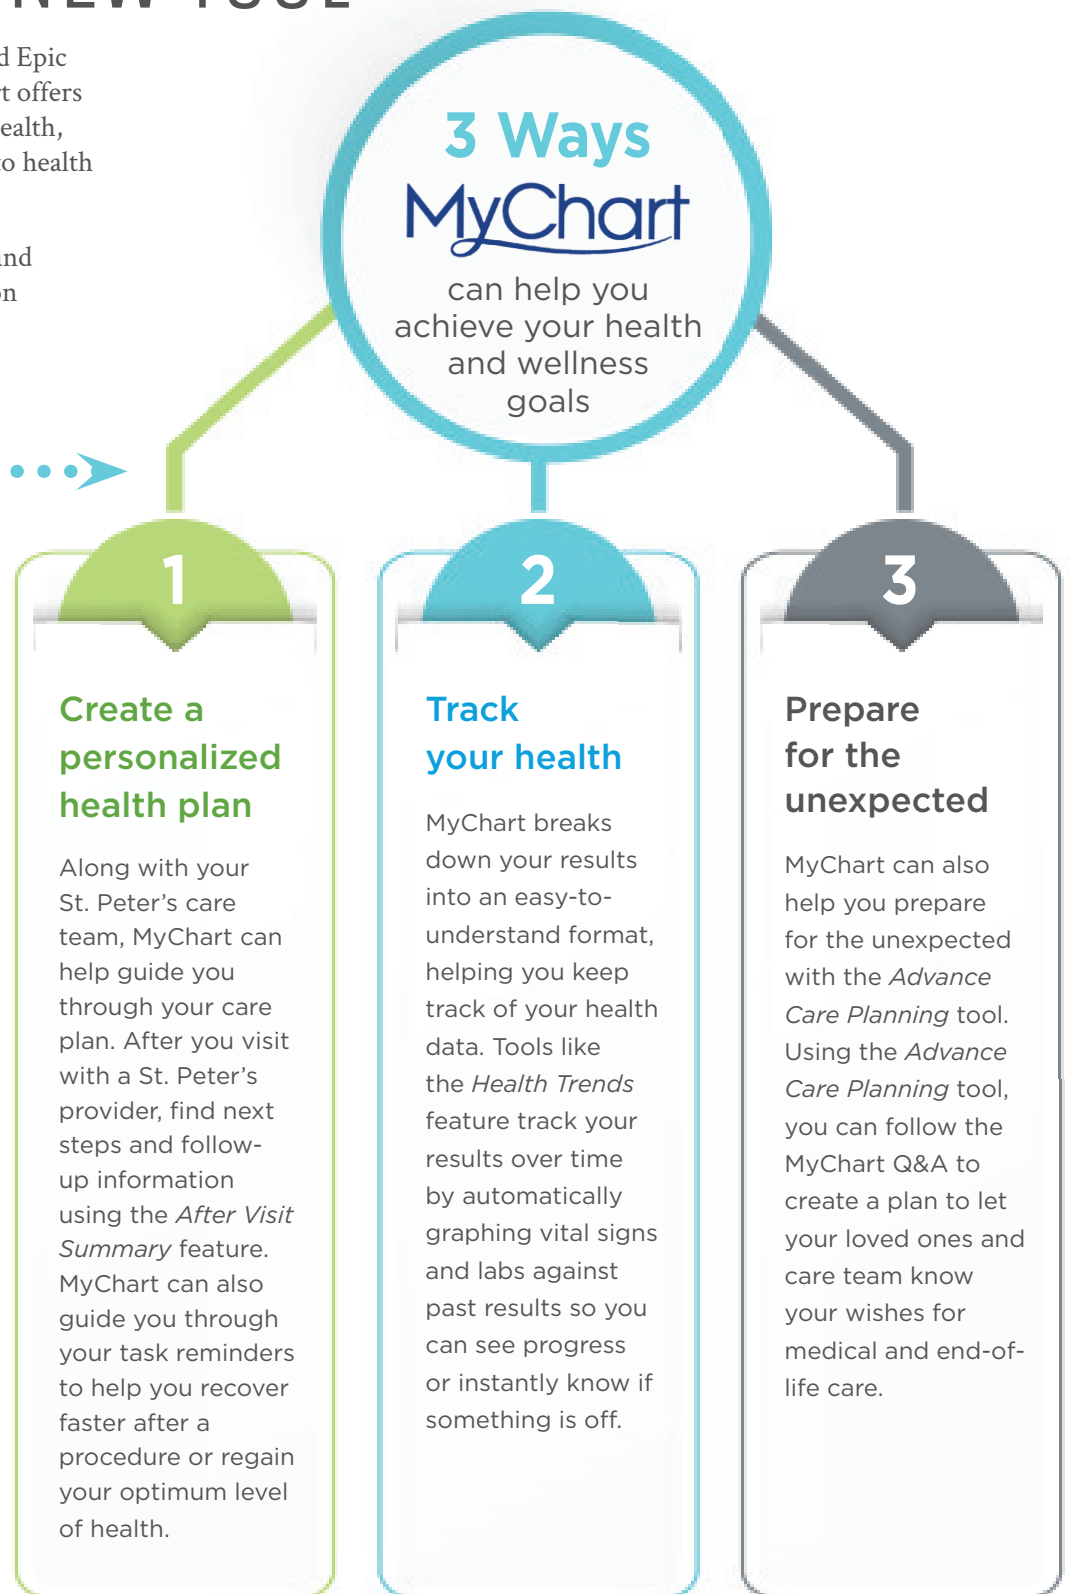 NEW TOOL
d Epic
t offers
ealth,
to health
and
on
3 Ways
MyChart
can help you
achieve your health
and wellness
goals
1
Create a
personalized
health plan
Along with your
St. Peter’s care
team, MyChart can
help guide you
through your care
plan. After you visit
with a St. Peter’s
provider, find next
steps and follow-
up information
using the After Visit
Summary feature.
MyChart can also
guide you through
your task reminders
to help you recover
faster after a
procedure or regain
your optimum level
of health.
2
Track
your health
MyChart breaks
down your results
into an easy-to-
understand format,
helping you keep
track of your health
data. Tools like
the Health Trends
feature track your
results over time
by automatically
graphing vital signs
and labs against
past results so you
can see progress
or instantly know if
something is off.
3
Prepare
for the
unexpected
MyChart can also
help you prepare
for the unexpected
with the Advance
Care Planning tool.
Using the Advance
Care Planning tool,
you can follow the
MyChart Q&A to
create a plan to let
your loved ones and
care team know
your wishes for
medical and end-of-
life care.